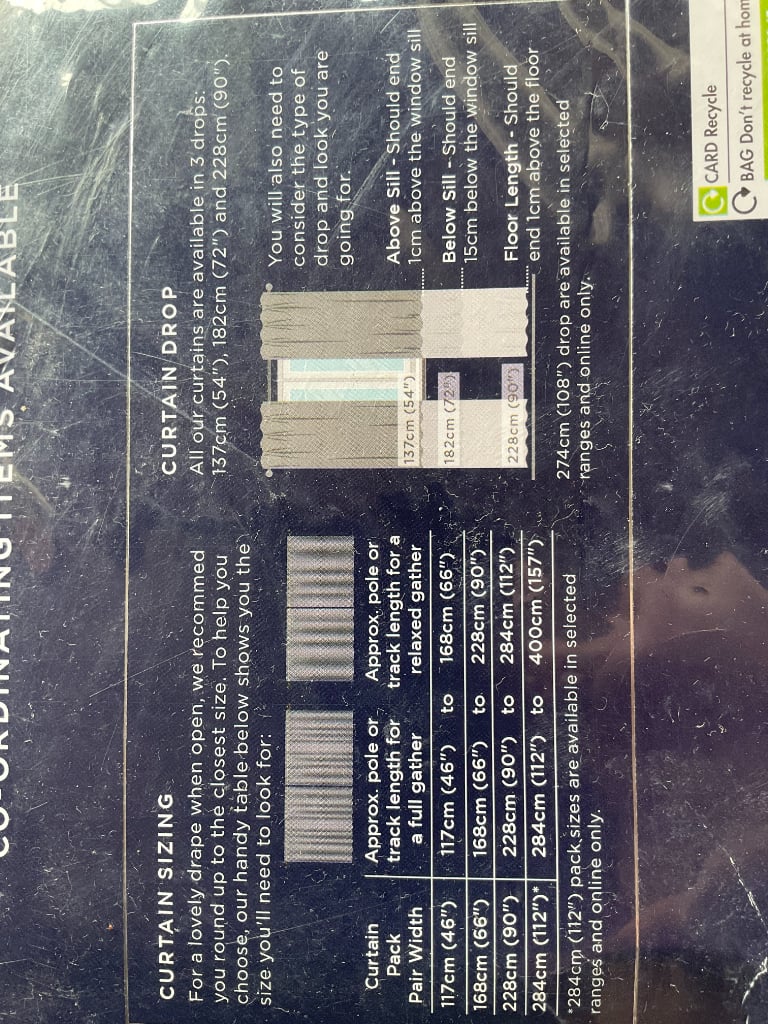 CO-ORDINATING ITEMS AVAILABLE
CURTAIN SIZING
For a lovely drape when open, we recommed
you round up to the closest size. To help you
choose, our handy table below shows you the
size you'll need to look for:
Curtain Pack Pair Width
Approx. pole or track length for a full gather
Approx. pole or track length for a relaxed gather
117cm (46") 117cm (46") to 168cm (66")
168cm (66") 168cm (66") to 228cm (90")
228cm (90") 228cm (90") to 284cm (112")
284cm (112")* 284cm (112") to 400cm (157")
*284cm (112") pack sizes are available in selected
ranges and online only.
CURTAIN DROP
All our curtains are available in 3 drops:
137cm (54"), 182cm (72") and 228cm (90").
You will also need to
consider the type of
drop and look you are
going for.
Above Sill - Should end
1cm above the window sill
Below Sill - Should end
15cm below the window sill
Floor Length - Should
end 1cm above the floor
137cm (54")
182cm (72")
228cm (90")
274cm (108") drop are available in selected
ranges and online only.
CARD Recycle
BAG Don't recycle at hom